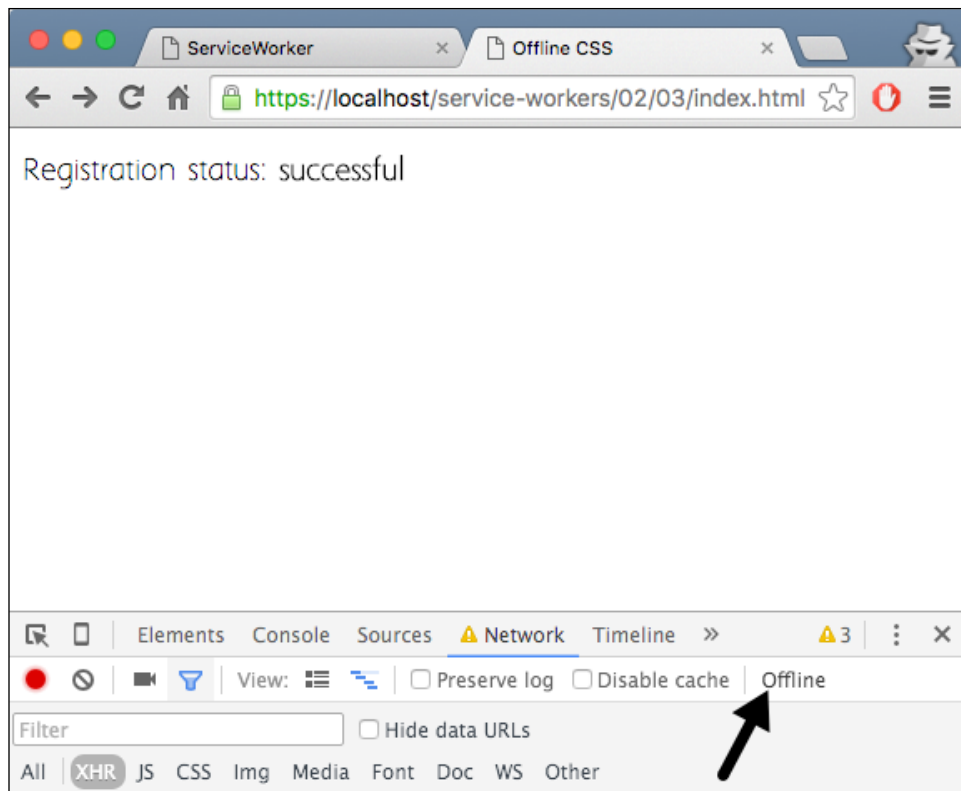 ServiceWorker × Offline CSS ×
https://localhost/service-workers/02/03/index.html
Registration status: successful
Elements Console Sources Network Timeline » 3 ×
View: Preserve log Disable cache Offline
Filter Hide data URLs
All XHR JS CSS Img Media Font Doc WS Other